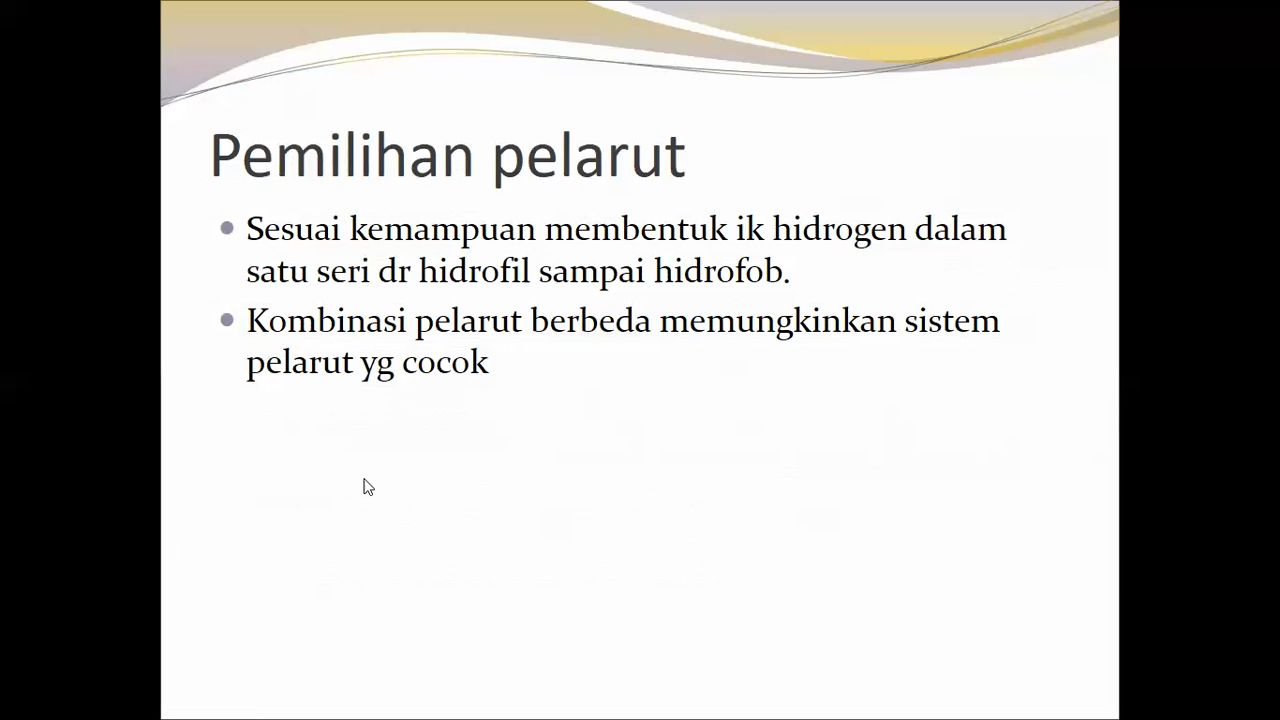 Pemilihan pelarut
Sesuai kemampuan membentuk ik hidrogen dalam
satu seri dr hidrofil sampai hidrofob.
Kombinasi pelarut berbeda memungkinkan sistem
pelarut yg cocok